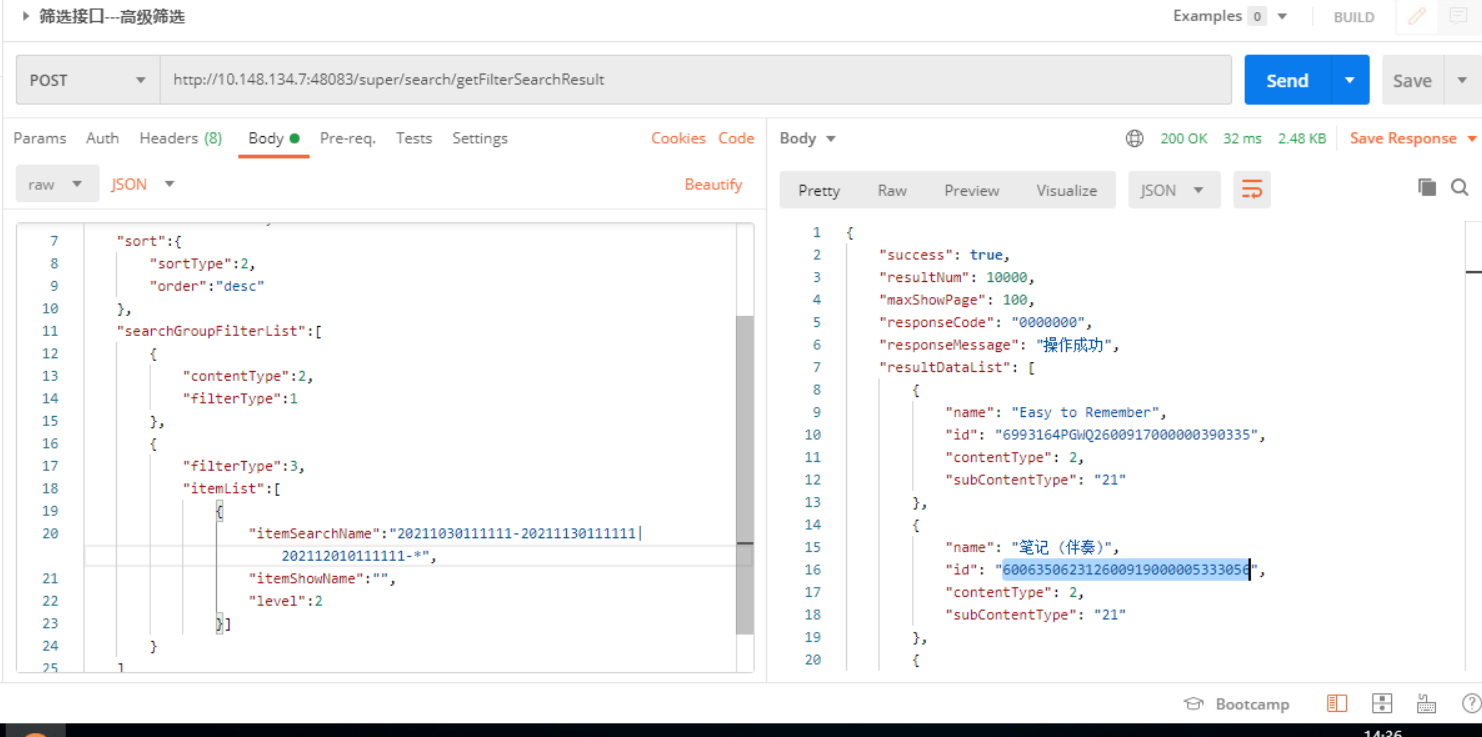 筛选接口---高级筛选
Examples 0 BUILD
POST http://10.148.134.7:48083/super/search/getFilterSearchResult Send Save
Params Auth Headers (8) Body Pre-req. Tests Settings Cookies Code
raw JSON Beautify
7 "sort":{
8 "sortType":2,
9 "order":"desc"
10 },
11 "searchGroupFilterList":[
12 {
13 "contentType":2,
14 "filterType":1
15 },
16 {
17 "filterType":3,
18 "itemList":[
19 {
20 "itemSearchName":"20211030111111-20211130111111|
202112010111111-*",
21 "itemShowName":"",
22 "level":2
23 }]
24 }
25 ]
Body 200 OK 32 ms 2.48 KB Save Response
Pretty Raw Preview Visualize JSON
1 {
2 "success": true,
3 "resultNum": 10000,
4 "maxShowPage": 100,
5 "responseCode": "0000000",
6 "responseMessage": "操作成功",
7 "resultDataList": [
8 {
9 "name": "Easy to Remember",
10 "id": "6993164PGWQ2600917000000390335",
11 "contentType": 2,
12 "subContentType": "21"
13 },
14 {
15 "name": "笔记（伴奏）",
16 "id": "600635062312600919000005333056",
17 "contentType": 2,
18 "subContentType": "21"
19 },
20 {
Bootcamp
14:36